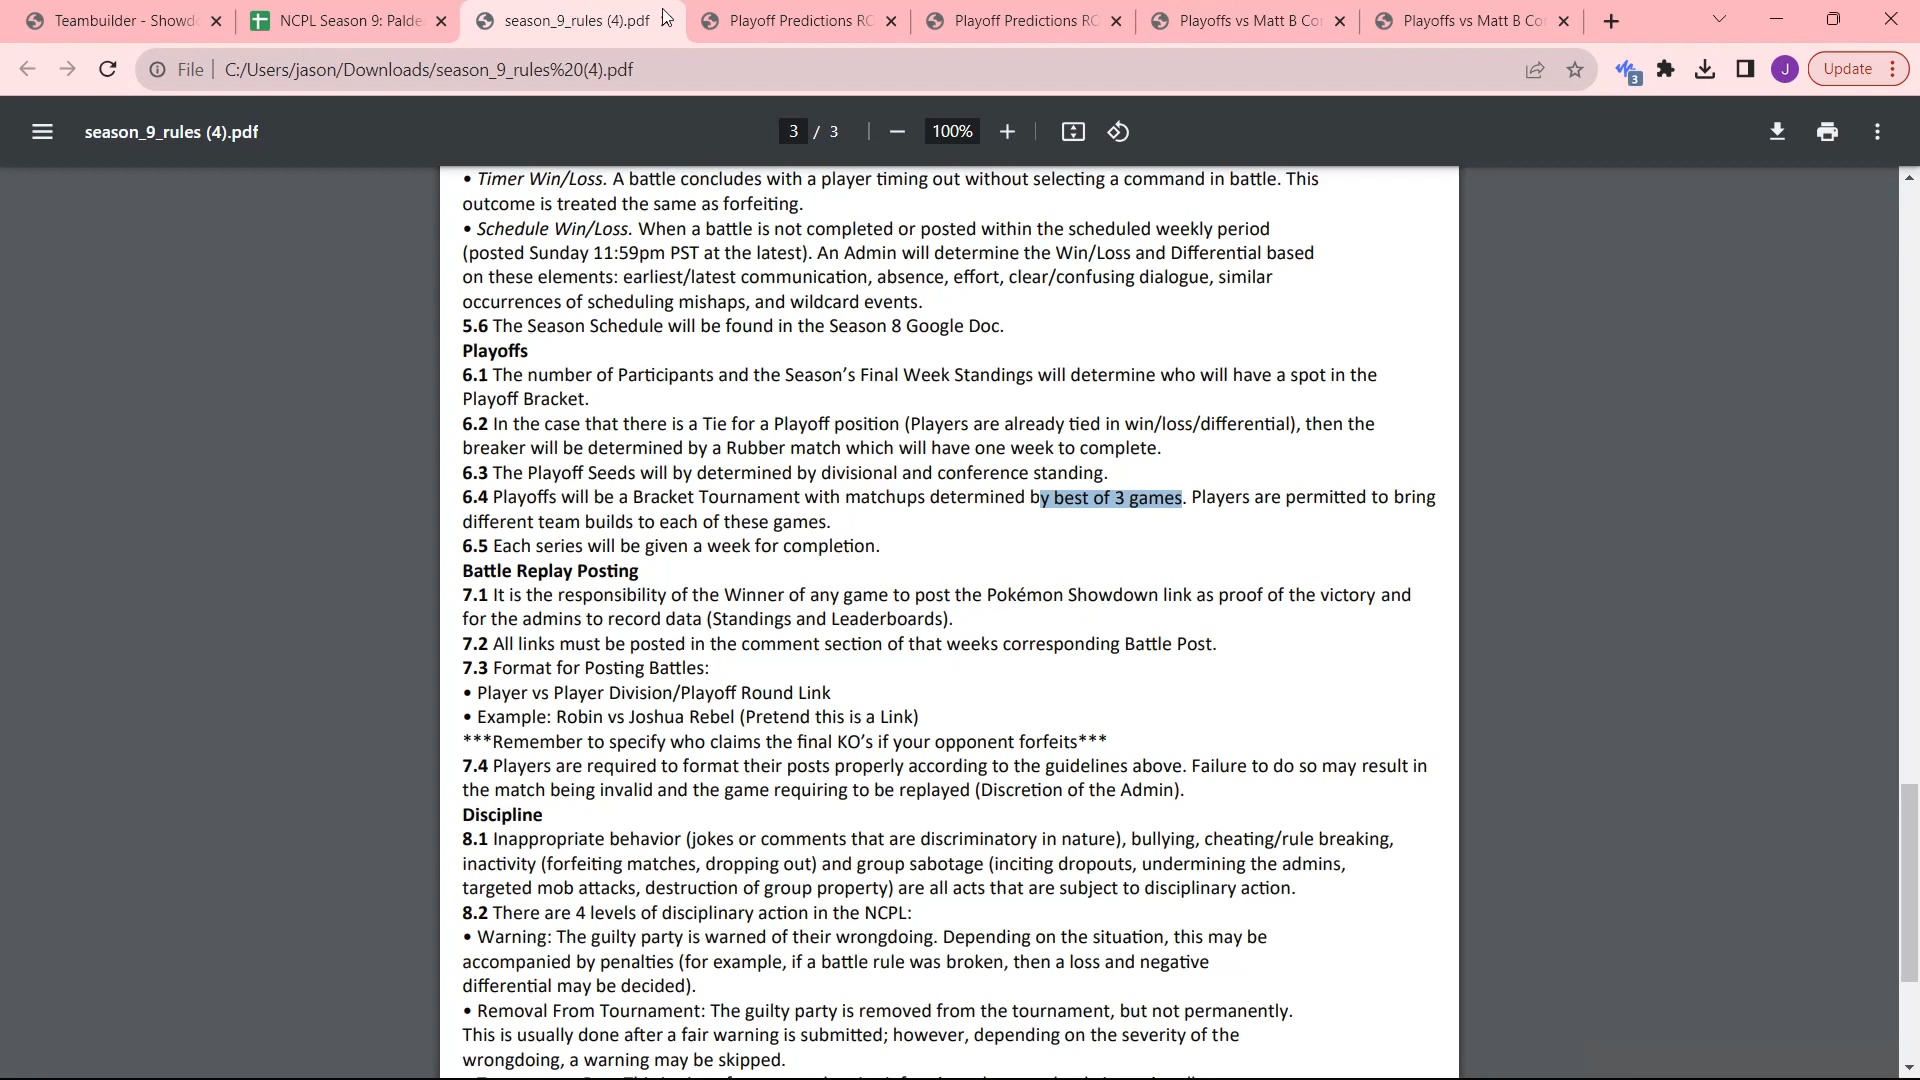 Teambuilder - Showd
NCPL Season 9: Palde
season_9_rules (4).pdf
Playoff Predictions RO
Playoff Predictions RO
Playoffs vs Matt B Co
Playoffs vs Matt B Co
File
C:/Users/jason/Downloads/season_9_rules%20(4).pdf
3
J
Update
season_9_rules (4).pdf
3 / 3
100%
• Timer Win/Loss. A battle concludes with a player timing out without selecting a command in battle. This
outcome is treated the same as forfeiting.
• Schedule Win/Loss. When a battle is not completed or posted within the scheduled weekly period
(posted Sunday 11:59pm PST at the latest). An Admin will determine the Win/Loss and Differential based
on these elements: earliest/latest communication, absence, effort, clear/confusing dialogue, similar
occurrences of scheduling mishaps, and wildcard events.
5.6 The Season Schedule will be found in the Season 8 Google Doc.
Playoffs
6.1 The number of Participants and the Season’s Final Week Standings will determine who will have a spot in the
Playoff Bracket.
6.2 In the case that there is a Tie for a Playoff position (Players are already tied in win/loss/differential), then the
breaker will be determined by a Rubber match which will have one week to complete.
6.3 The Playoff Seeds will by determined by divisional and conference standing.
6.4 Playoffs will be a Bracket Tournament with matchups determined by best of 3 games. Players are permitted to bring
different team builds to each of these games.
6.5 Each series will be given a week for completion.
Battle Replay Posting
7.1 It is the responsibility of the Winner of any game to post the Pokémon Showdown link as proof of the victory and
for the admins to record data (Standings and Leaderboards).
7.2 All links must be posted in the comment section of that weeks corresponding Battle Post.
7.3 Format for Posting Battles:
• Player vs Player Division/Playoff Round Link
• Example: Robin vs Joshua Rebel (Pretend this is a Link)
***Remember to specify who claims the final KO’s if your opponent forfeits***
7.4 Players are required to format their posts properly according to the guidelines above. Failure to do so may result in
the match being invalid and the game requiring to be replayed (Discretion of the Admin).
Discipline
8.1 Inappropriate behavior (jokes or comments that are discriminatory in nature), bullying, cheating/rule breaking,
inactivity (forfeiting matches, dropping out) and group sabotage (inciting dropouts, undermining the admins,
targeted mob attacks, destruction of group property) are all acts that are subject to disciplinary action.
8.2 There are 4 levels of disciplinary action in the NCPL:
• Warning: The guilty party is warned of their wrongdoing. Depending on the situation, this may be
accompanied by penalties (for example, if a battle rule was broken, then a loss and negative
differential may be decided).
• Removal From Tournament: The guilty party is removed from the tournament, but not permanently.
This is usually done after a fair warning is submitted; however, depending on the severity of the
wrongdoing, a warning may be skipped.